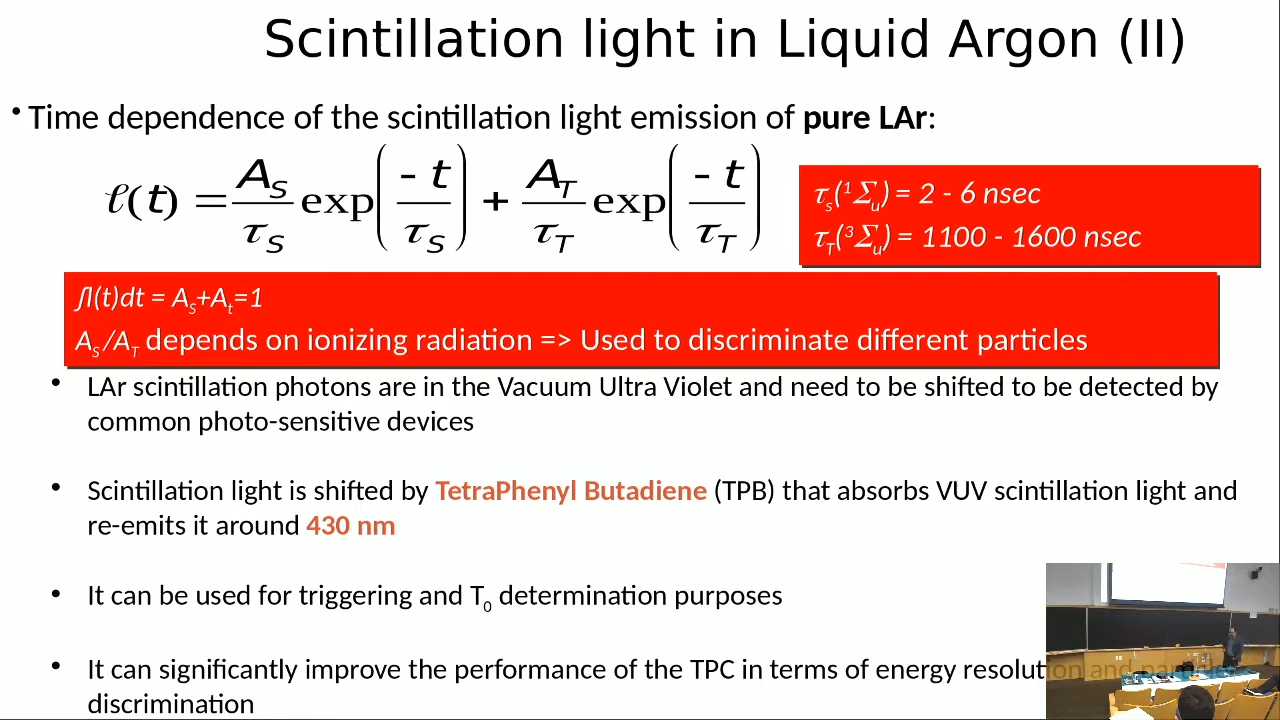 Scintillation light in Liquid Argon (II)
• Time dependence of the scintillation light emission of pure LAr:
ℓ(t) = A_S/τ_S exp(-t/τ_S) + A_T/τ_T exp(-t/τ_T)
τ_s(¹Σ_u) = 2 - 6 nsec
τ_T(³Σ_u) = 1100 - 1600 nsec
∫l(t)dt = A_S+A_t=1
A_S/A_T depends on ionizing radiation => Used to discriminate different particles
• LAr scintillation photons are in the Vacuum Ultra Violet and need to be shifted to be detected by
common photo-sensitive devices
• Scintillation light is shifted by TetraPhenyl Butadiene (TPB) that absorbs VUV scintillation light and
re-emits it around 430 nm
• It can be used for triggering and T₀ determination purposes
• It can significantly improve the performance of the TPC in terms of energy resolution and
discrimination